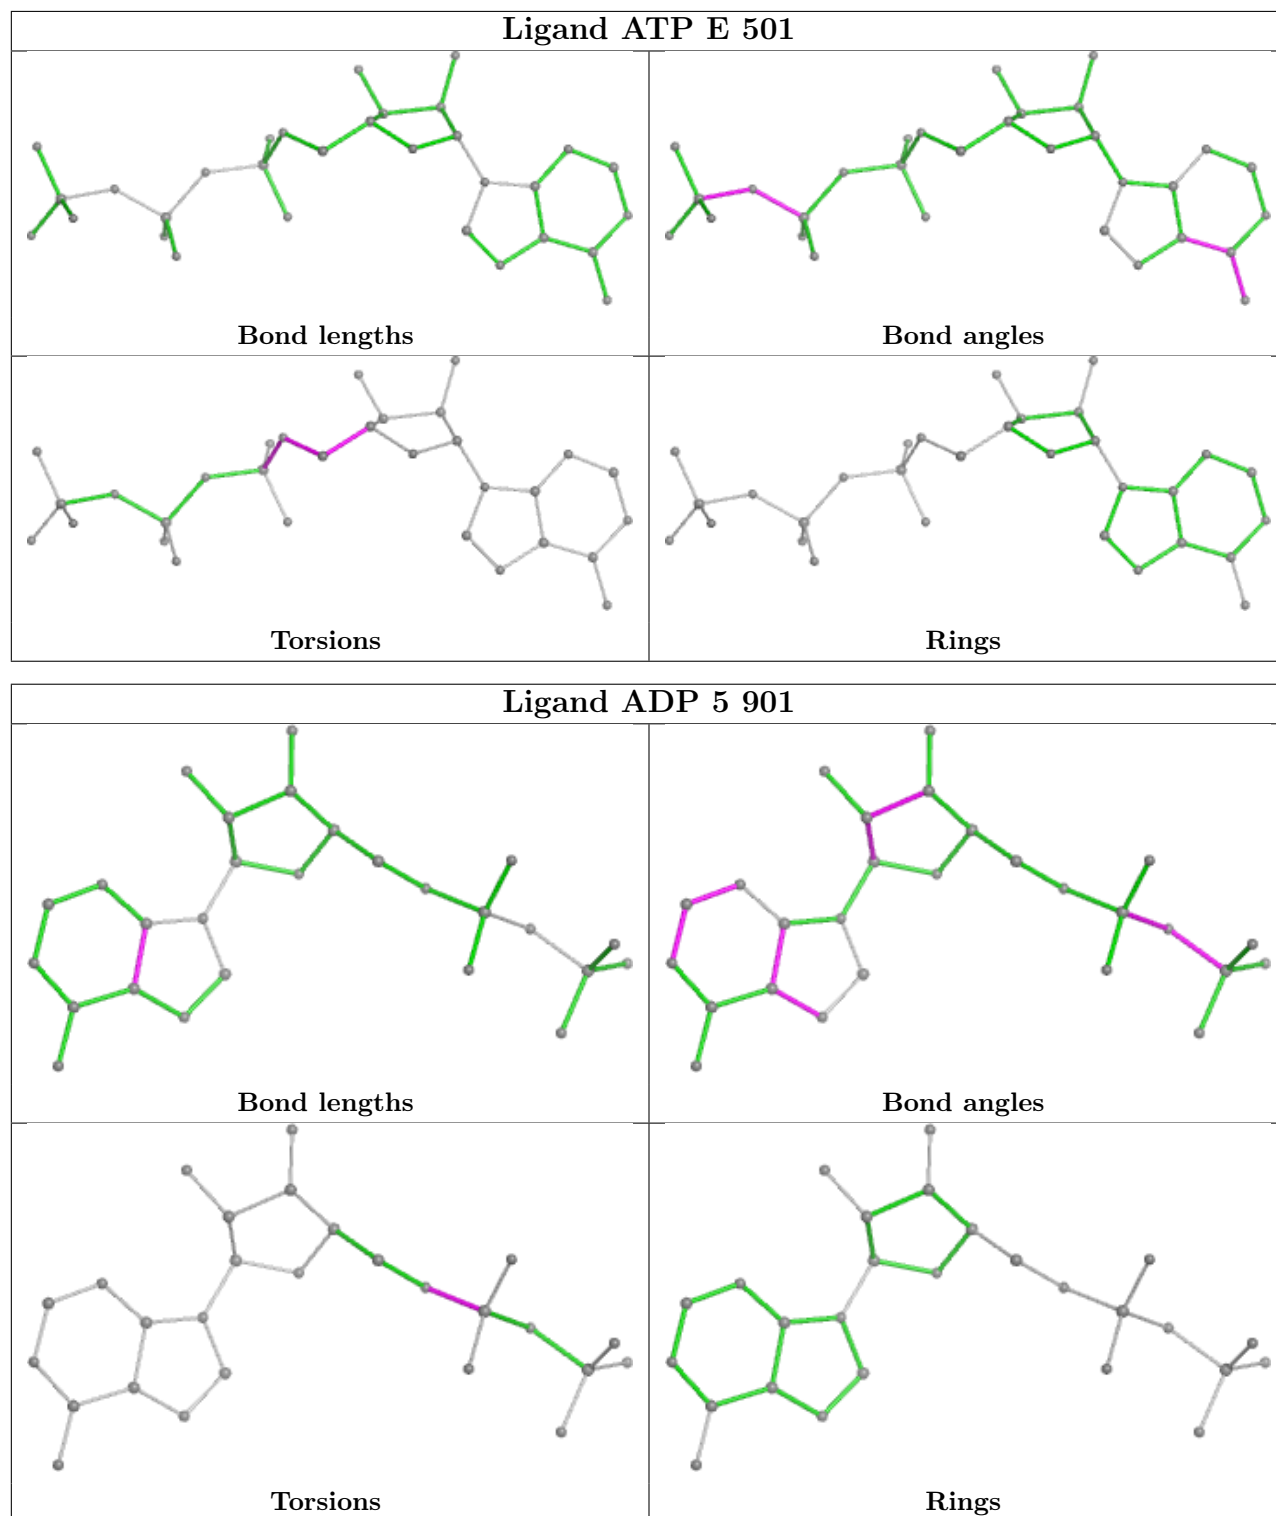 Ligand ATP E 501
Bond lengths
Bond angles
Torsions
Rings
Ligand ADP 5 901
Bond lengths
Bond angles
Torsions
Rings